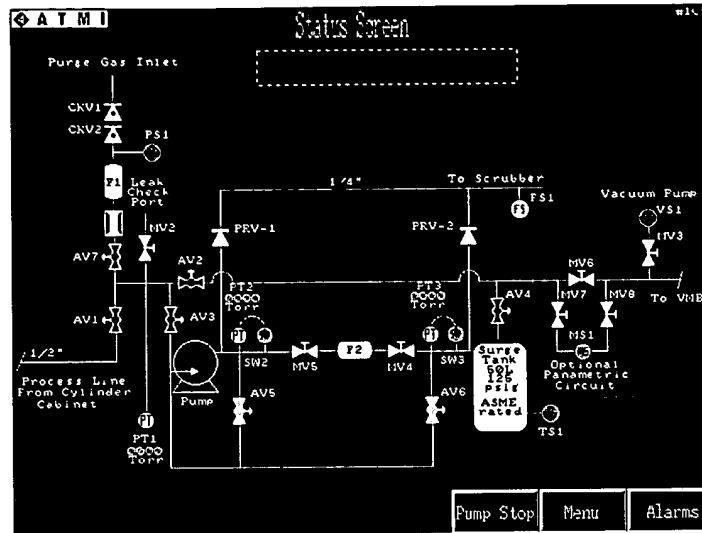 ATMI
Status Screen
Purge Gas Inlet
CKV1
CKV2
PS1
F1
Leak
Check
Port
MV2
AV7
AV2
AV1
AV3
1/2"
Process Line
From Cylinder
Cabinet
PT
PT1
Torr
Pump
PRV-1
1/4"
To Scrubber
FS1
FS
PRV-2
PT2
Torr
PT
SW2
MV5
F2
MV4
PT3
Torr
PT
SW3
AV5
AV6
AV4
Surge
Tank
50L
125
psig
ASME
rated
TS1
Vacuum Pump
VS1
MV3
MV6
MV7
MV8
To VMB
MS1
Optional
Panametric
Circuit
Pump Stop
Menu
Alarms